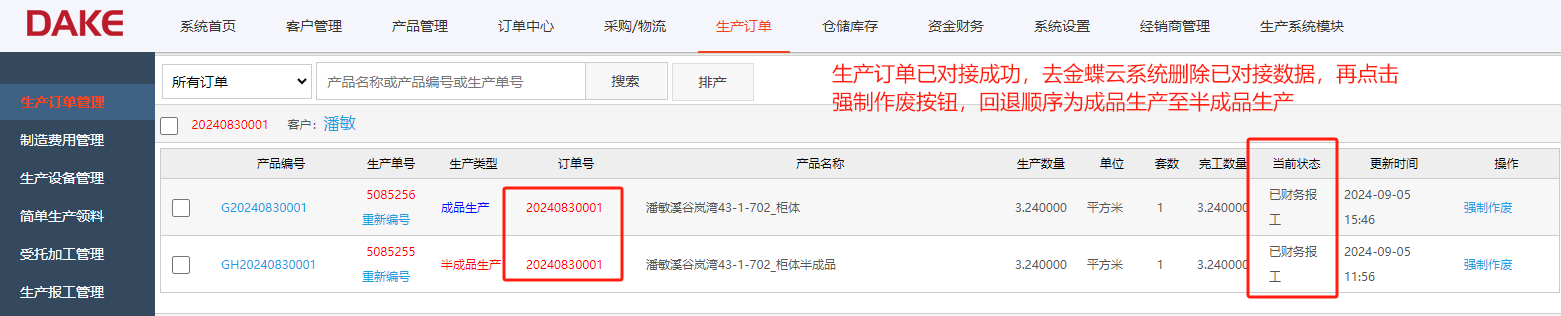 DAKE
系统首页 客户管理 产品管理 订单中心 采购/物流 生产订单 仓储库存 资金财务 系统设置 经销商管理 生产系统模块
生产订单管理
制造费用管理
生产设备管理
简单生产领料
受托加工管理
生产报工管理
所有订单 产品名称或产品编号或生产单号 搜索 排产
生产订单已对接成功，去金蝶云系统删除已对接数据，再点击
强制作废按钮，回退顺序为成品生产至半成品生产
20240830001 客户：潘敏
产品编号 生产单号 生产类型 订单号 产品名称 生产数量 单位 套数 完工数量 当前状态 更新时间 操作
G20240830001 5085256 重新编号 成品生产 20240830001 潘敏溪谷岚湾43-1-702_柜体 3.240000 平方米 1 3.240000 已财务报工 2024-09-05 15:46 强制作废
GH20240830001 5085255 重新编号 半成品生产 20240830001 潘敏溪谷岚湾43-1-702_柜体半成品 3.240000 平方米 1 3.240000 已财务报工 2024-09-05 11:56 强制作废